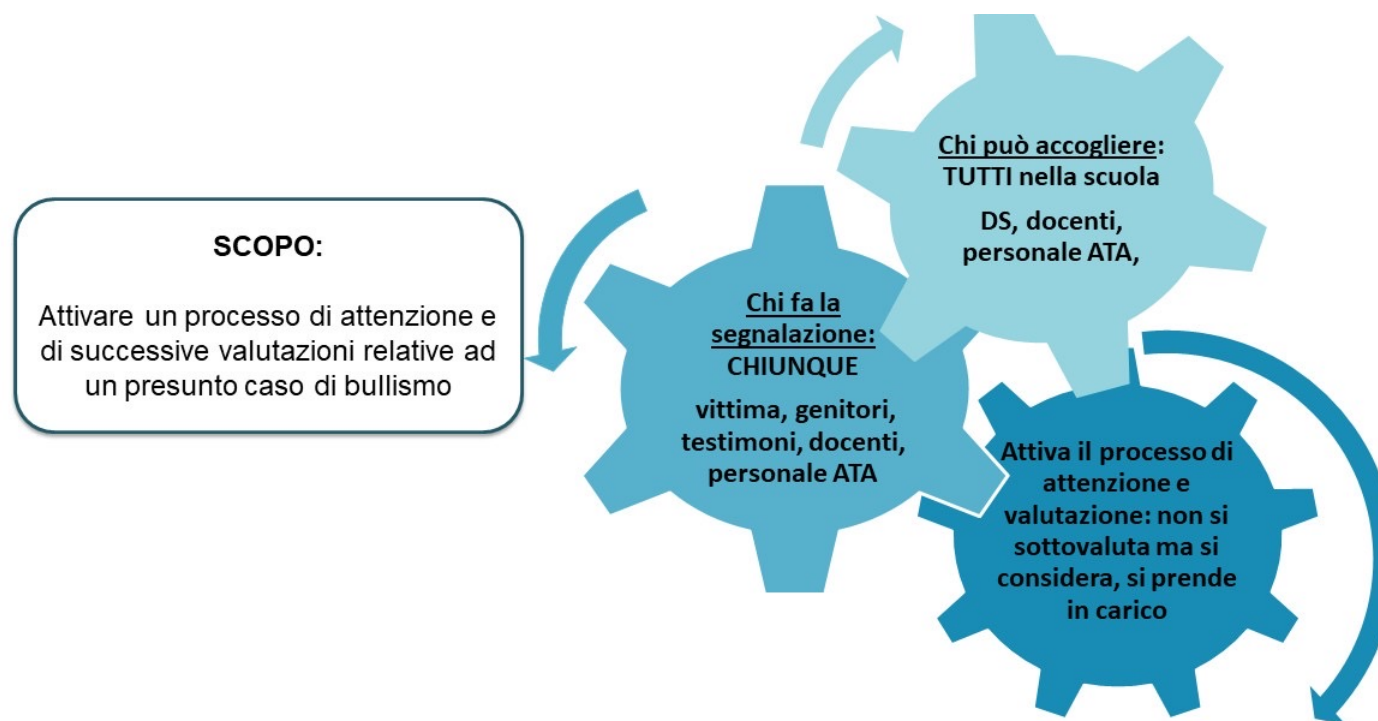 SCOPO:
Attivare un processo di attenzione e
di successive valutazioni relative ad
un presunto caso di bullismo
Chi fa la
segnalazione:
CHIUNQUE
vittima, genitori,
testimoni, docenti,
personale ATA
Chi può accogliere:
TUTTI nella scuola
DS, docenti,
personale ATA,
Attiva il processo di
attenzione e
valutazione: non si
sottovaluta ma si
considera, si prende
in carico